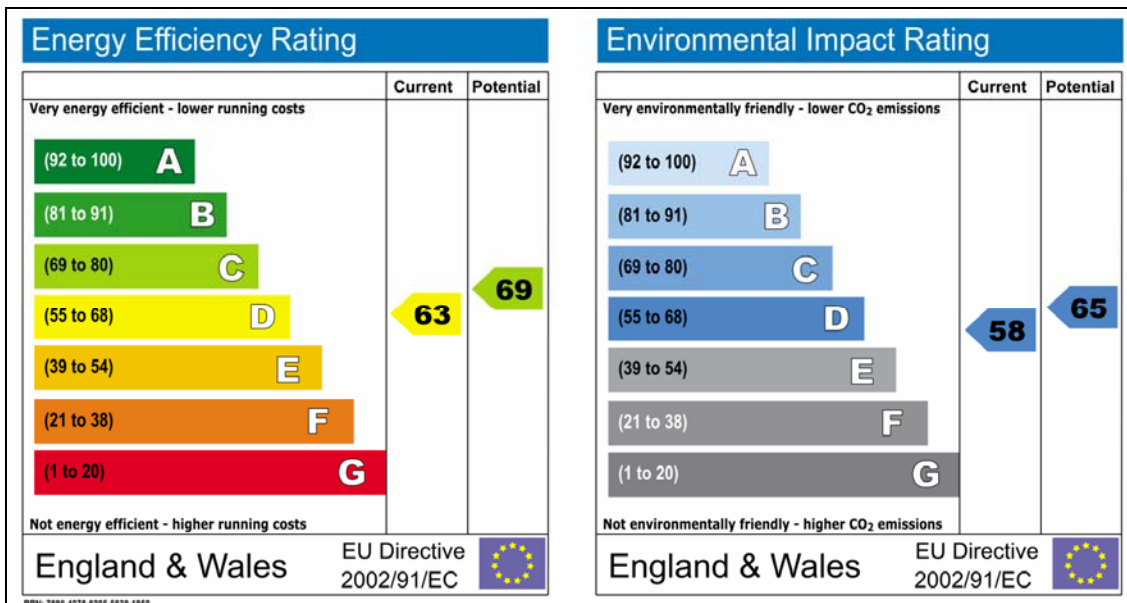 Energy Efficiency Rating
Current Potential
Very energy efficient - lower running costs
(92 to 100) A
(81 to 91) B
(69 to 80) C
(55 to 68) D
(39 to 54) E
(21 to 38) F
(1 to 20) G
63
69
Not energy efficient - higher running costs
England & Wales
EU Directive
2002/91/EC
Environmental Impact Rating
Current Potential
Very environmentally friendly - lower CO₂ emissions
(92 to 100) A
(81 to 91) B
(69 to 80) C
(55 to 68) D
(39 to 54) E
(21 to 38) F
(1 to 20) G
58
65
Not environmentally friendly - higher CO₂ emissions
England & Wales
EU Directive
2002/91/EC